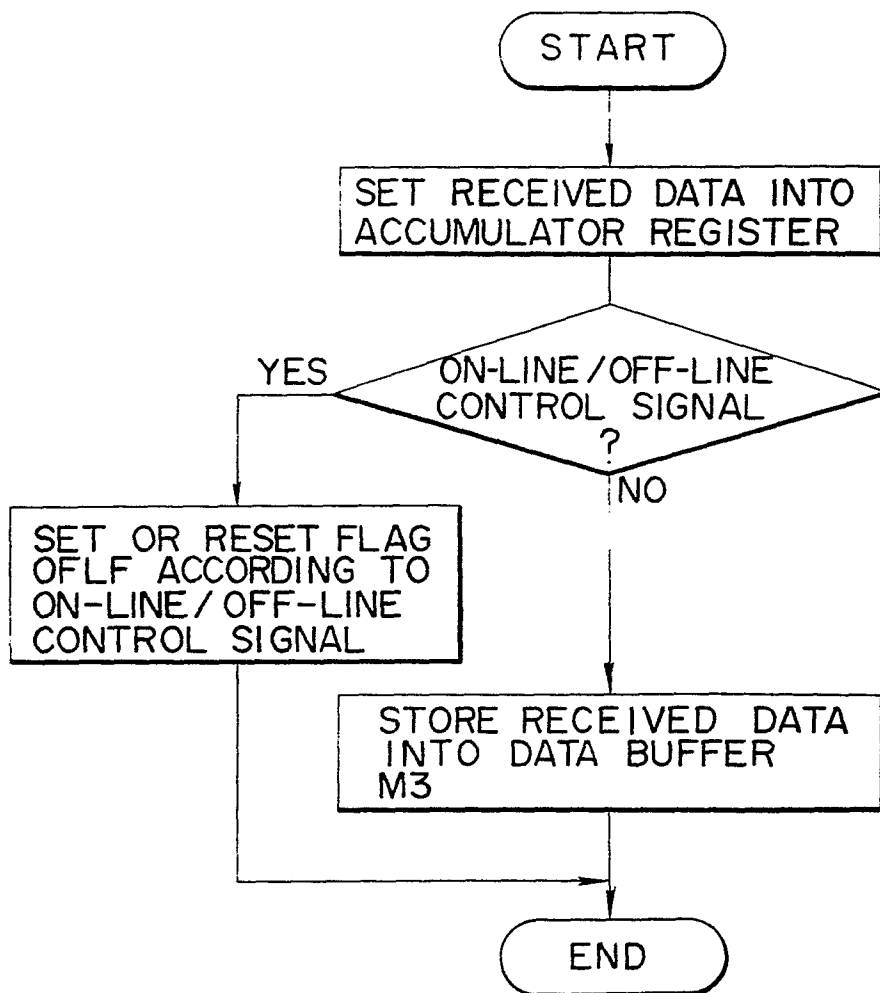 START
SET RECEIVED DATA INTO
ACCUMULATOR REGISTER
YES
ON-LINE/OFF-LINE
CONTROL SIGNAL
?
NO
SET OR RESET FLAG
OFLF ACCORDING TO
ON-LINE/OFF-LINE
CONTROL SIGNAL
STORE RECEIVED DATA
INTO DATA BUFFER
M3
END